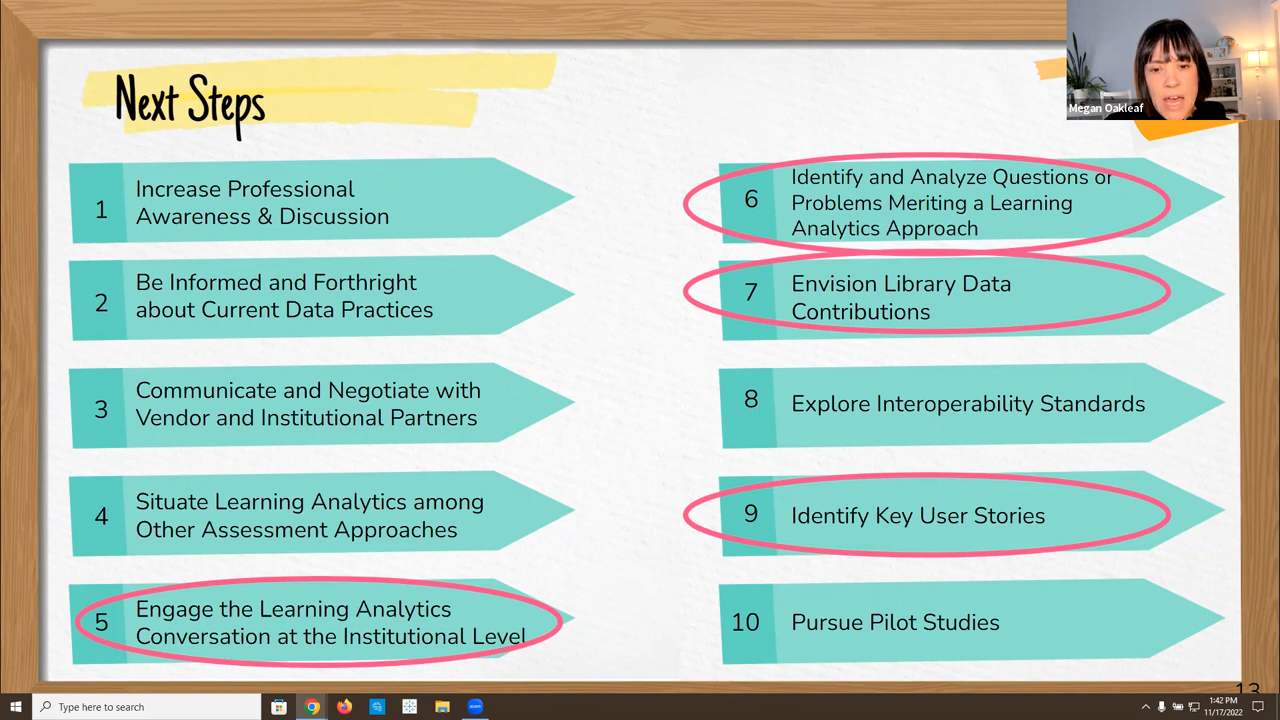 Next Steps
Megan Oakleaf
1
Increase Professional
Awareness & Discussion
2
Be Informed and Forthright
about Current Data Practices
3
Communicate and Negotiate with
Vendor and Institutional Partners
4
Situate Learning Analytics among
Other Assessment Approaches
5
Engage the Learning Analytics
Conversation at the Institutional Level
6
Identify and Analyze Questions or
Problems Meriting a Learning
Analytics Approach
7
Envision Library Data
Contributions
8
Explore Interoperability Standards
9
Identify Key User Stories
10
Pursue Pilot Studies
13
Type here to search
zoom
1:42 PM
11/17/2022